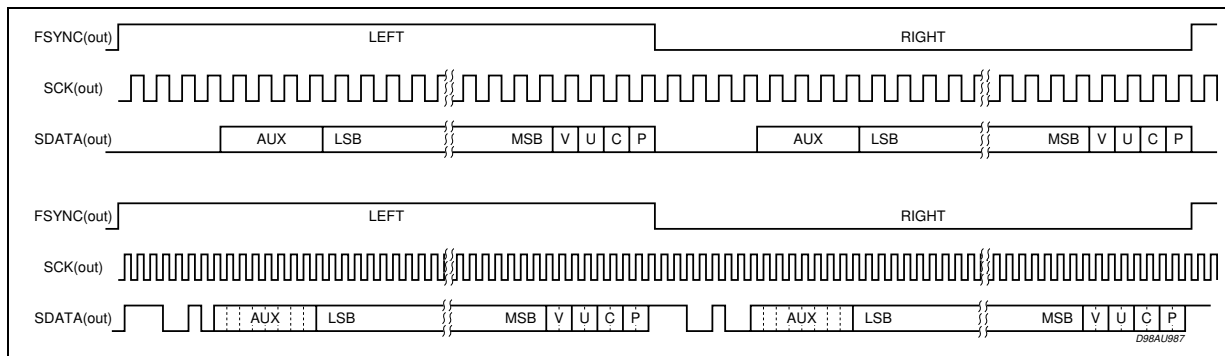 FSYNC(out) LEFT RIGHT
SCK(out)
SDATA(out) AUX LSB MSB V U C P AUX LSB MSB V U C P
FSYNC(out) LEFT RIGHT
SCK(out)
SDATA(out) AUX LSB MSB V U C P AUX LSB MSB V U C P
D98AU987